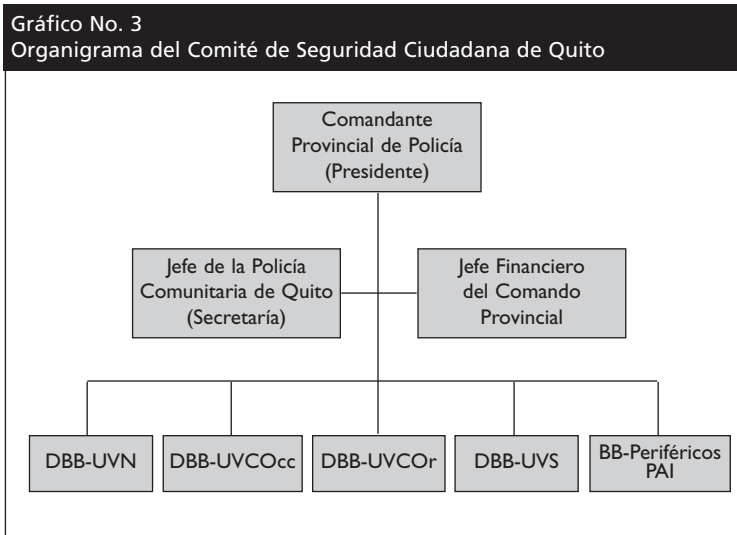 Gráfico No. 3
Organigrama del Comité de Seguridad Ciudadana de Quito
Comandante
Provincial de Policía
(Presidente)
Jefe de la Policía
Comunitaria de Quito
(Secretaría)
Jefe Financiero
del Comando
Provincial
DBB-UVN
DBB-UVCOcc
DBB-UVCOr
DBB-UVS
BB-Periféricos
PAI